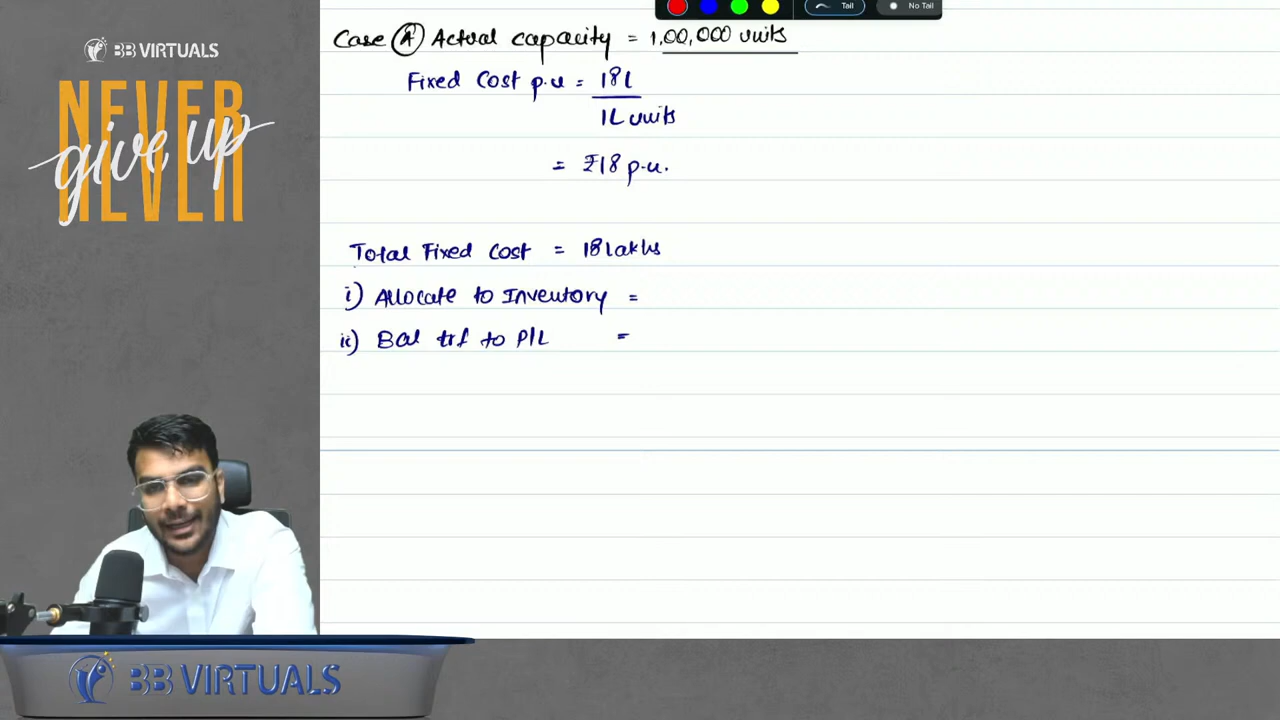 BB VIRTUALS
NEVER
give up
NEVER
Tail
No Tail
Case (A) Actual capacity = 1,00,000 units
Fixed Cost p.u = 18L
1L units
= ₹18 p.u.
Total Fixed Cost = 18 lakhs
i) Allocate to Inventory =
ii) Bal trf to P/L =
BB VIRTUALS